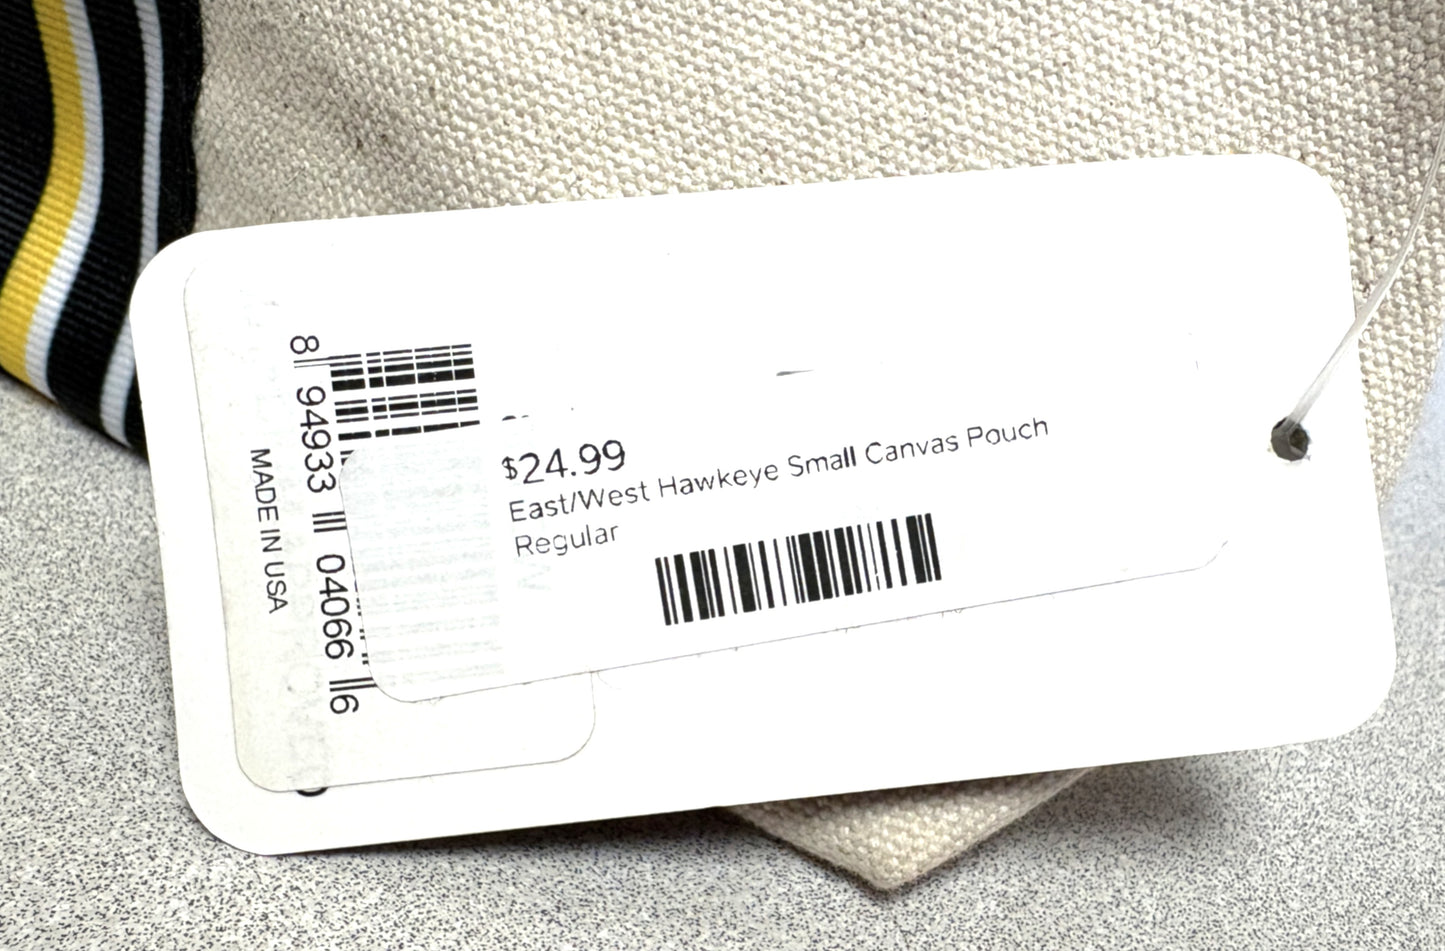 $24.99
East/West Hawkeye Small Canvas Pouch
Regular
8 94933 04066 6
MADE IN USA